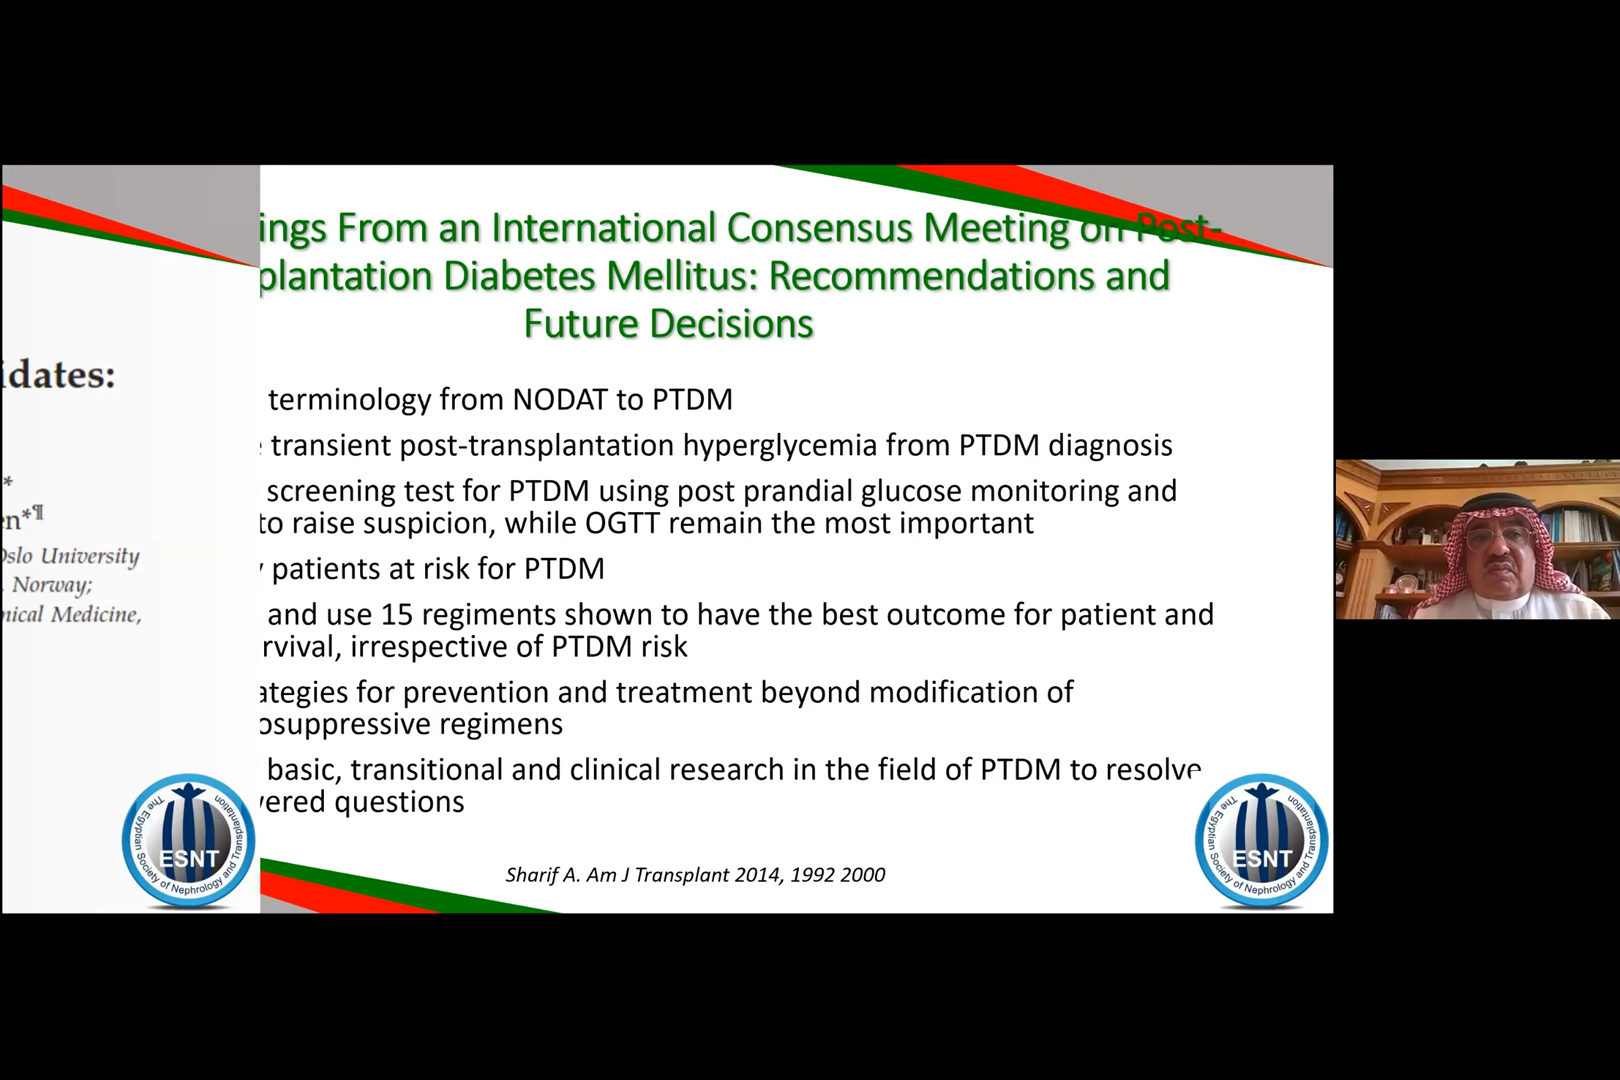 ings From an International Consensus Meeting on Post-
plantation Diabetes Mellitus: Recommendations and
Future Decisions
terminology from NODAT to PTDM
transient post-transplantation hyperglycemia from PTDM diagnosis
screening test for PTDM using post prandial glucose monitoring and
to raise suspicion, while OGTT remain the most important
patients at risk for PTDM
and use 15 regiments shown to have the best outcome for patient and
rvival, irrespective of PTDM risk
ategies for prevention and treatment beyond modification of
osuppressive regimens
basic, transitional and clinical research in the field of PTDM to resolve
vered questions
Sharif A. Am J Transplant 2014, 1992 2000
idates:
*
en*¶
Oslo University
, Norway;
nical Medicine,
The Egyptian Society of Nephrology and Transplantation
ESNT
The Egyptian Society of Nephrology and Transplantation
ESNT